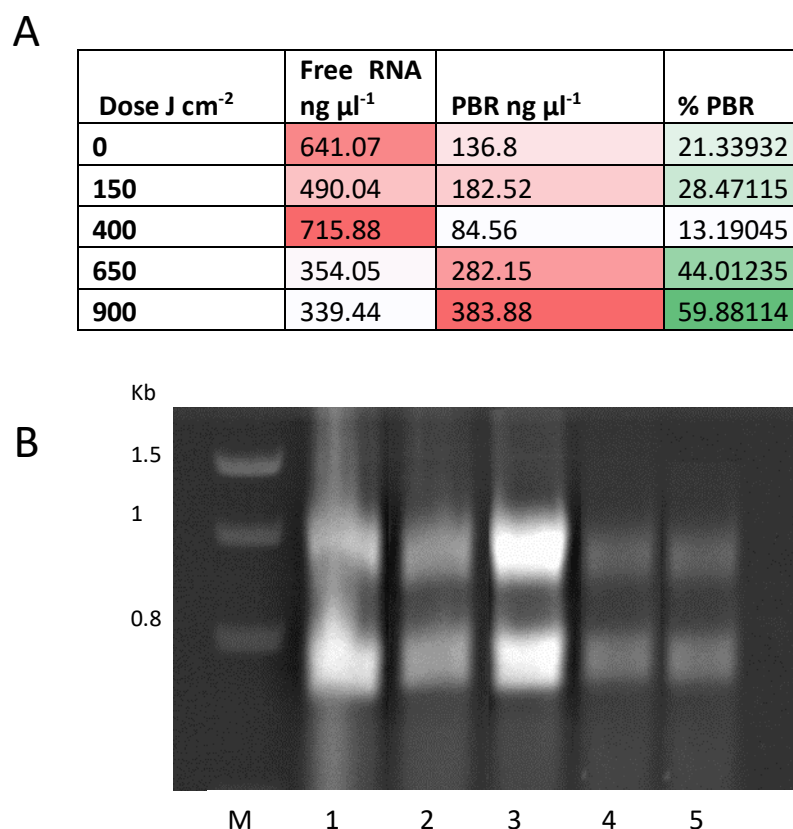 A
Dose J cm-2 Free RNA ng µl-1 PBR ng µl-1 % PBR
0 641.07 136.8 21.33932
150 490.04 182.52 28.47115
400 715.88 84.56 13.19045
650 354.05 282.15 44.01235
900 339.44 383.88 59.88114
Kb
B
1.5
1
0.8
M 1 2 3 4 5